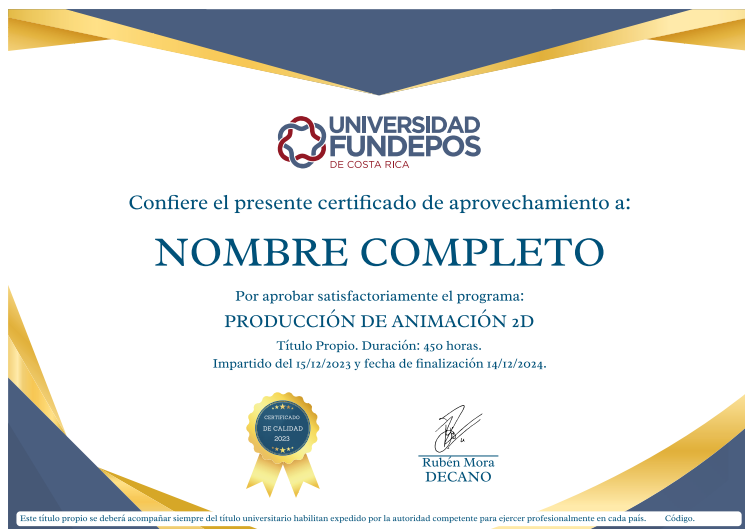 UNIVERSIDAD
FUNDEPOS
DE COSTA RICA
Confiere el presente certificado de aprovechamiento a:
NOMBRE COMPLETO
Por aprobar satisfactoriamente el programa:
PRODUCCIÓN DE ANIMACIÓN 2D
Título Propio. Duración: 450 horas.
Impartido del 15/12/2023 y fecha de finalización 14/12/2024.
CERTIFICADO
DE CALIDAD
2023
Rubén Mora
DECANO
Este título propio se deberá acompañar siempre del título universitario habilitan expedido por la autoridad competente para ejercer profesionalmente en cada país. Código.